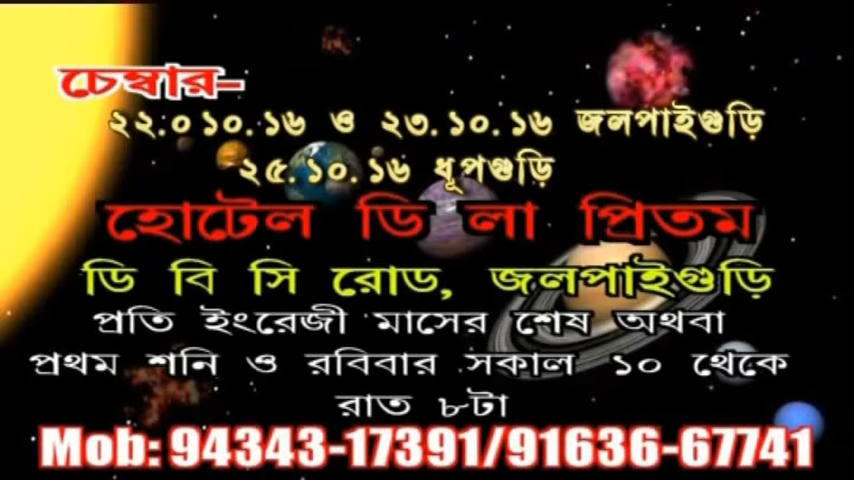 চেম্বার-
২২.০১০.১৬ ও ২৩.১০.১৬ জলপাইগুড়ি
২৫.১০.১৬ ধূপগুড়ি
হোটেল ডি লা প্রিতম
ডি বি সি রোড, জলপাইগুড়ি
প্রতি ইংরেজী মাসের শেষ অথবা
প্রথম শনি ও রবিবার সকাল ১০ থেকে
রাত ৮টা
Mob: 94343-17391/91636-67741